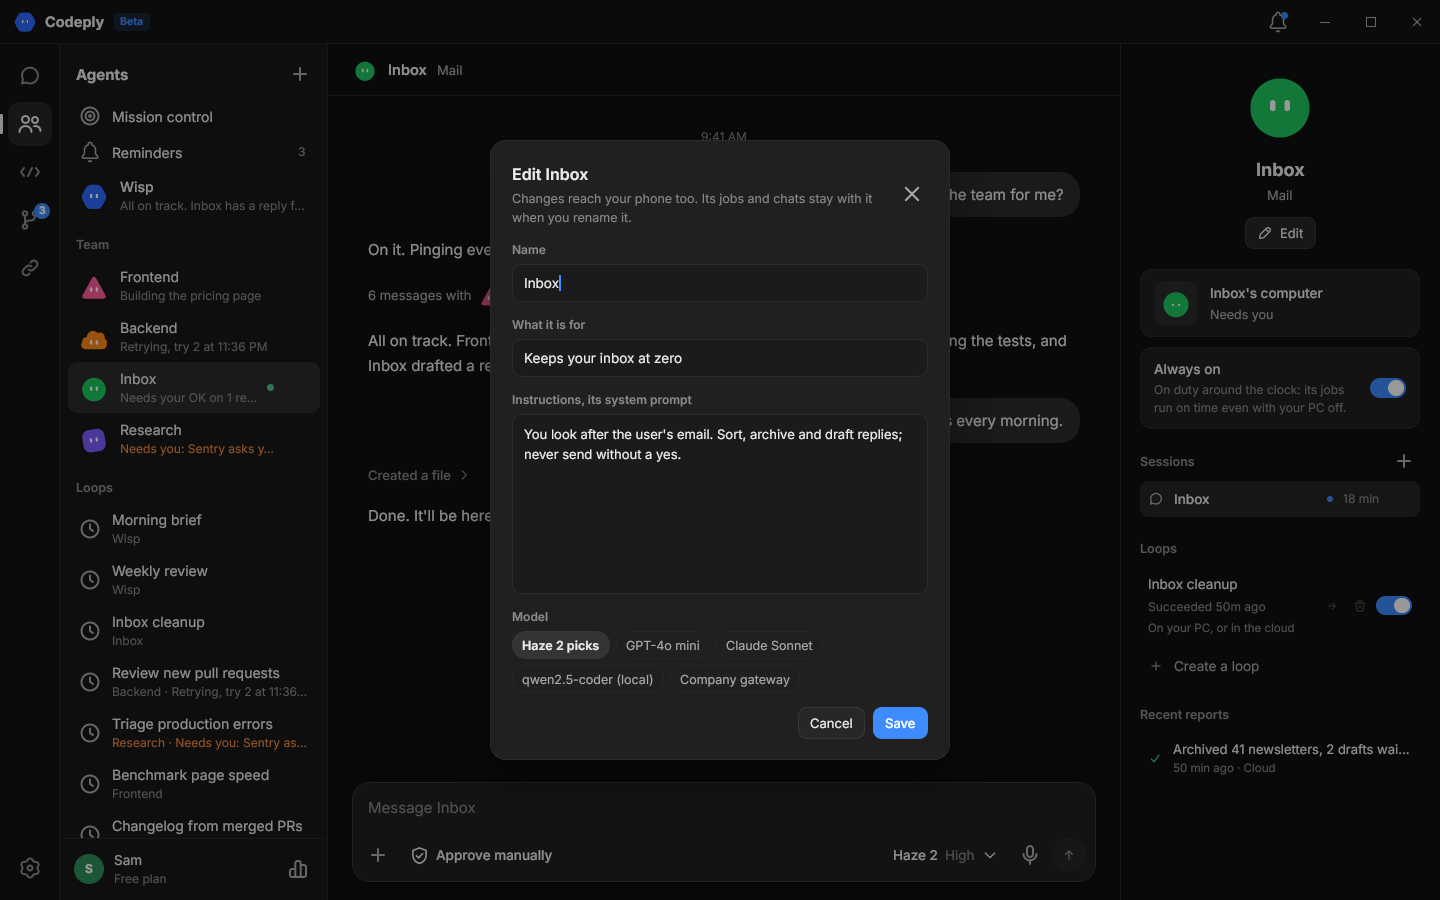 Codeply Beta
Agents
Mission control
Reminders 3
Wisp
All on track. Inbox has a reply f...
Team
Frontend
Building the pricing page
Backend
Retrying, try 2 at 11:36 PM
Inbox
Needs your OK on 1 re...
Research
Needs you: Sentry asks y...
Loops
Morning brief
Wisp
Weekly review
Wisp
Inbox cleanup
Inbox
Review new pull requests
Backend · Retrying, try 2 at 11:36...
Triage production errors
Research · Needs you: Sentry as...
Benchmark page speed
Frontend
Changelog from merged PRs
S
Sam
Free plan
3
Inbox Mail
9:41 AM
he team for me?
On it. Pinging eve
6 messages with
All on track. Front
ng the tests, and
Inbox drafted a re
every morning.
Created a file
Done. It'll be here
Edit Inbox
Changes reach your phone too. Its jobs and chats stay with it
when you rename it.
Name
Inbox
What it is for
Keeps your inbox at zero
Instructions, its system prompt
You look after the user's email. Sort, archive and draft replies;
never send without a yes.
Model
Haze 2 picks GPT-4o mini Claude Sonnet
qwen2.5-coder (local) Company gateway
Cancel Save
Message Inbox
Approve manually
Haze 2 High
Inbox
Mail
Edit
Inbox's computer
Needs you
Always on
On duty around the clock: its jobs
run on time even with your PC off.
Sessions
Inbox 18 min
Loops
Inbox cleanup
Succeeded 50m ago
On your PC, or in the cloud
Create a loop
Recent reports
Archived 41 newsletters, 2 drafts wai...
50 min ago · Cloud